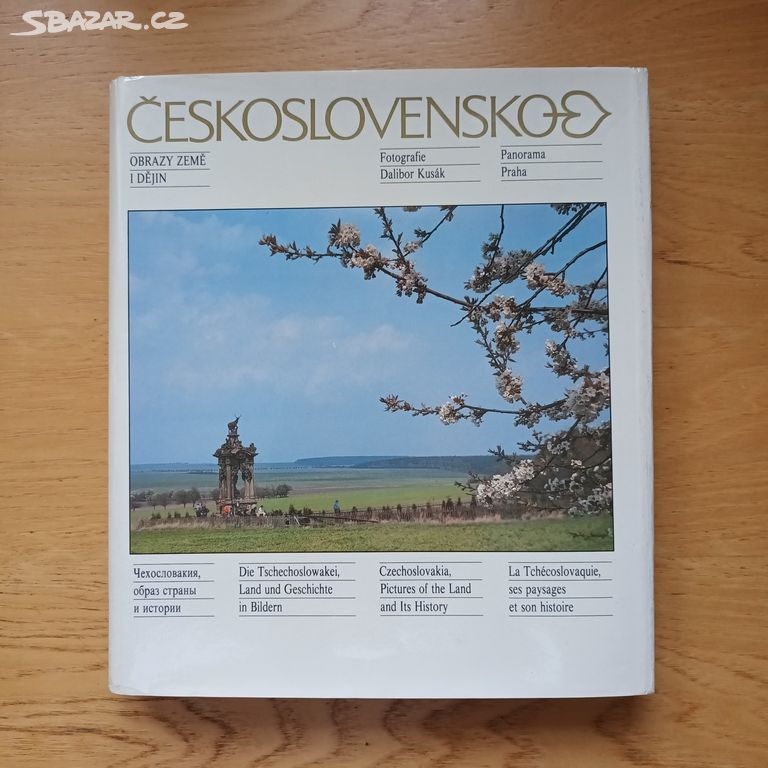 SBAZAR.CZ
ČESKOSLOVENSKO
OBRAZY ZEMĚ
I DĚJIN
Fotografie
Dalibor Kusák
Panorama
Praha
Чехословакия,
образ страны
и истории
Die Tschechoslowakei,
Land und Geschichte
in Bildern
Czechoslovakia,
Pictures of the Land
and Its History
La Tchécoslovaquie,
ses paysages
et son histoire